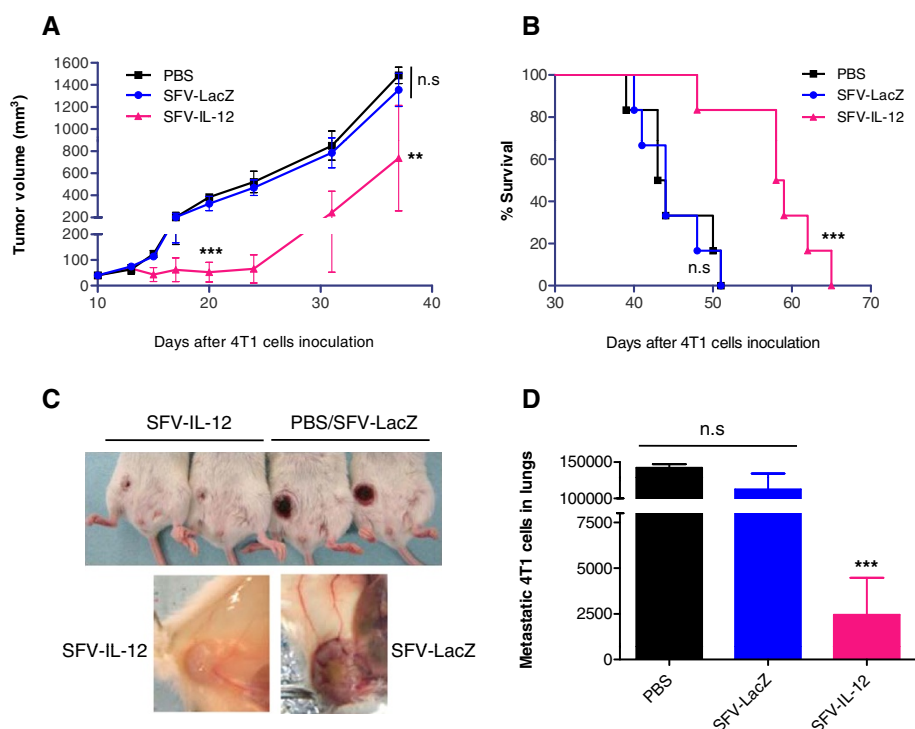 A
PBS
SFV-LacZ
SFV-IL-12
Tumor volume (mm³)
1600
1400
1200
1000
800
600
400
200
200
100
0
10
20
30
40
n.s
**
***
Days after 4T1 cells inoculation
B
PBS
SFV-LacZ
SFV-IL-12
% Survival
100
80
60
40
20
0
30
40
50
60
70
n.s
***
Days after 4T1 cells inoculation
C
SFV-IL-12
PBS/SFV-LacZ
SFV-IL-12
SFV-LacZ
D
n.s
Metastatic 4T1 cells in lungs
150000
100000
7500
5000
2500
0
***
PBS
SFV-LacZ
SFV-IL-12